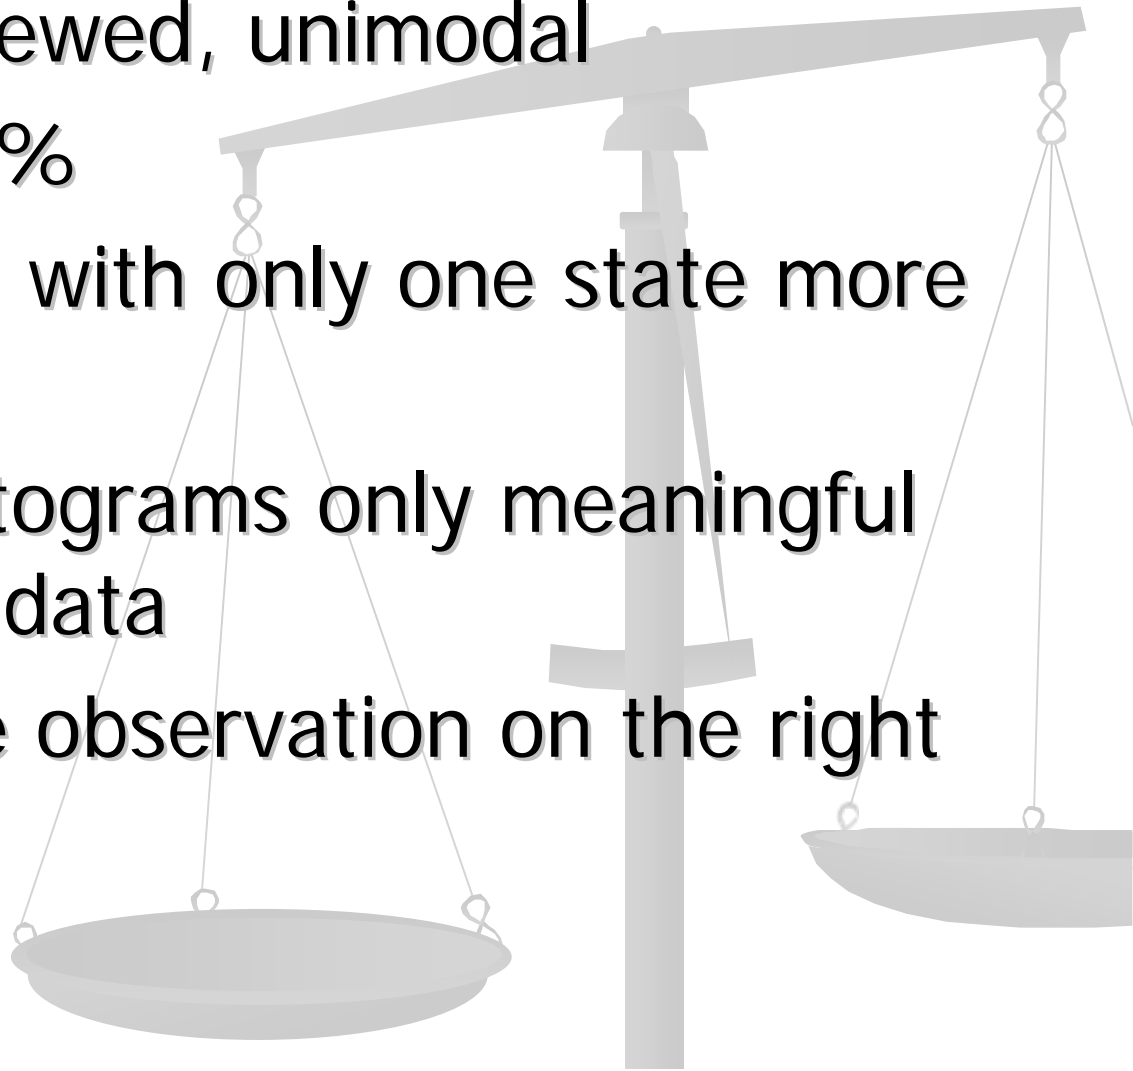 ewed, unimodal
%
with only one state more
tograms only meaningful
data
e observation on the right